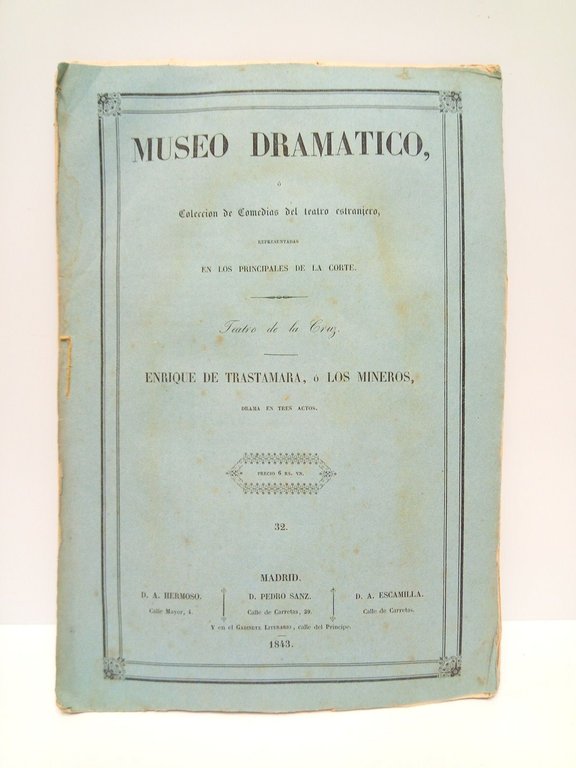 MUSEO DRAMATICO,
ó
Coleccion de Comedias del teatro estranjero,
REPRESENTADAS
EN LOS PRINCIPALES DE LA CORTE.
Teatro de la Cruz.
ENRIQUE DE TRASTAMARA, ó LOS MINEROS,
DRAMA EN TRES ACTOS.
PRECIO 6 RS. VN.
32.
MADRID.
D. A. HERMOSO. D. PEDRO SANZ. D. A. ESCAMILLA.
Calle Mayor, 4. Calle de Carretas, 39. Calle de Carretas.
Y en el GABINETE LITERARIO, calle del Principe.
1843.